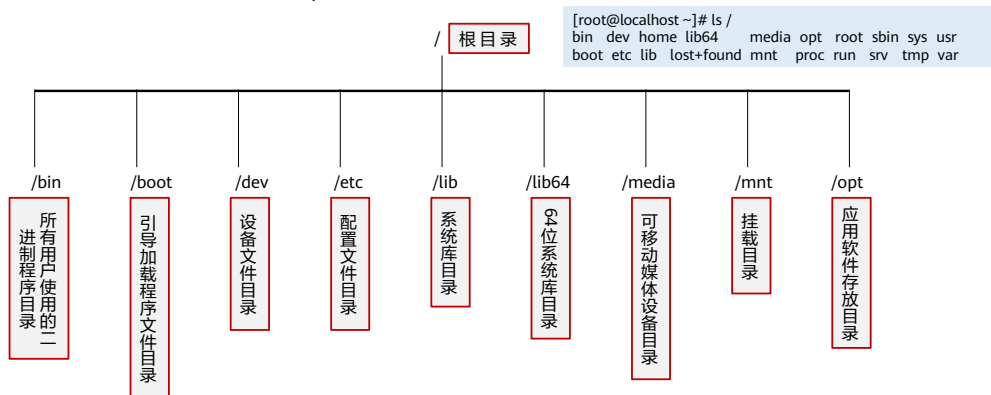 / 根目录
[root@localhost ~]# ls /
bin dev home lib64 media opt root sbin sys usr
boot etc lib lost+found mnt proc run srv tmp var
/bin
/boot
/dev
/etc
/lib
/lib64
/media
/mnt
/opt
所有用户使用的二
进制程序目录
引导加载程序文件目录
设备文件目录
配置文件目录
系统库目录
64位系统库目录
可移动媒体设备目录
挂载目录
应用软件存放目录